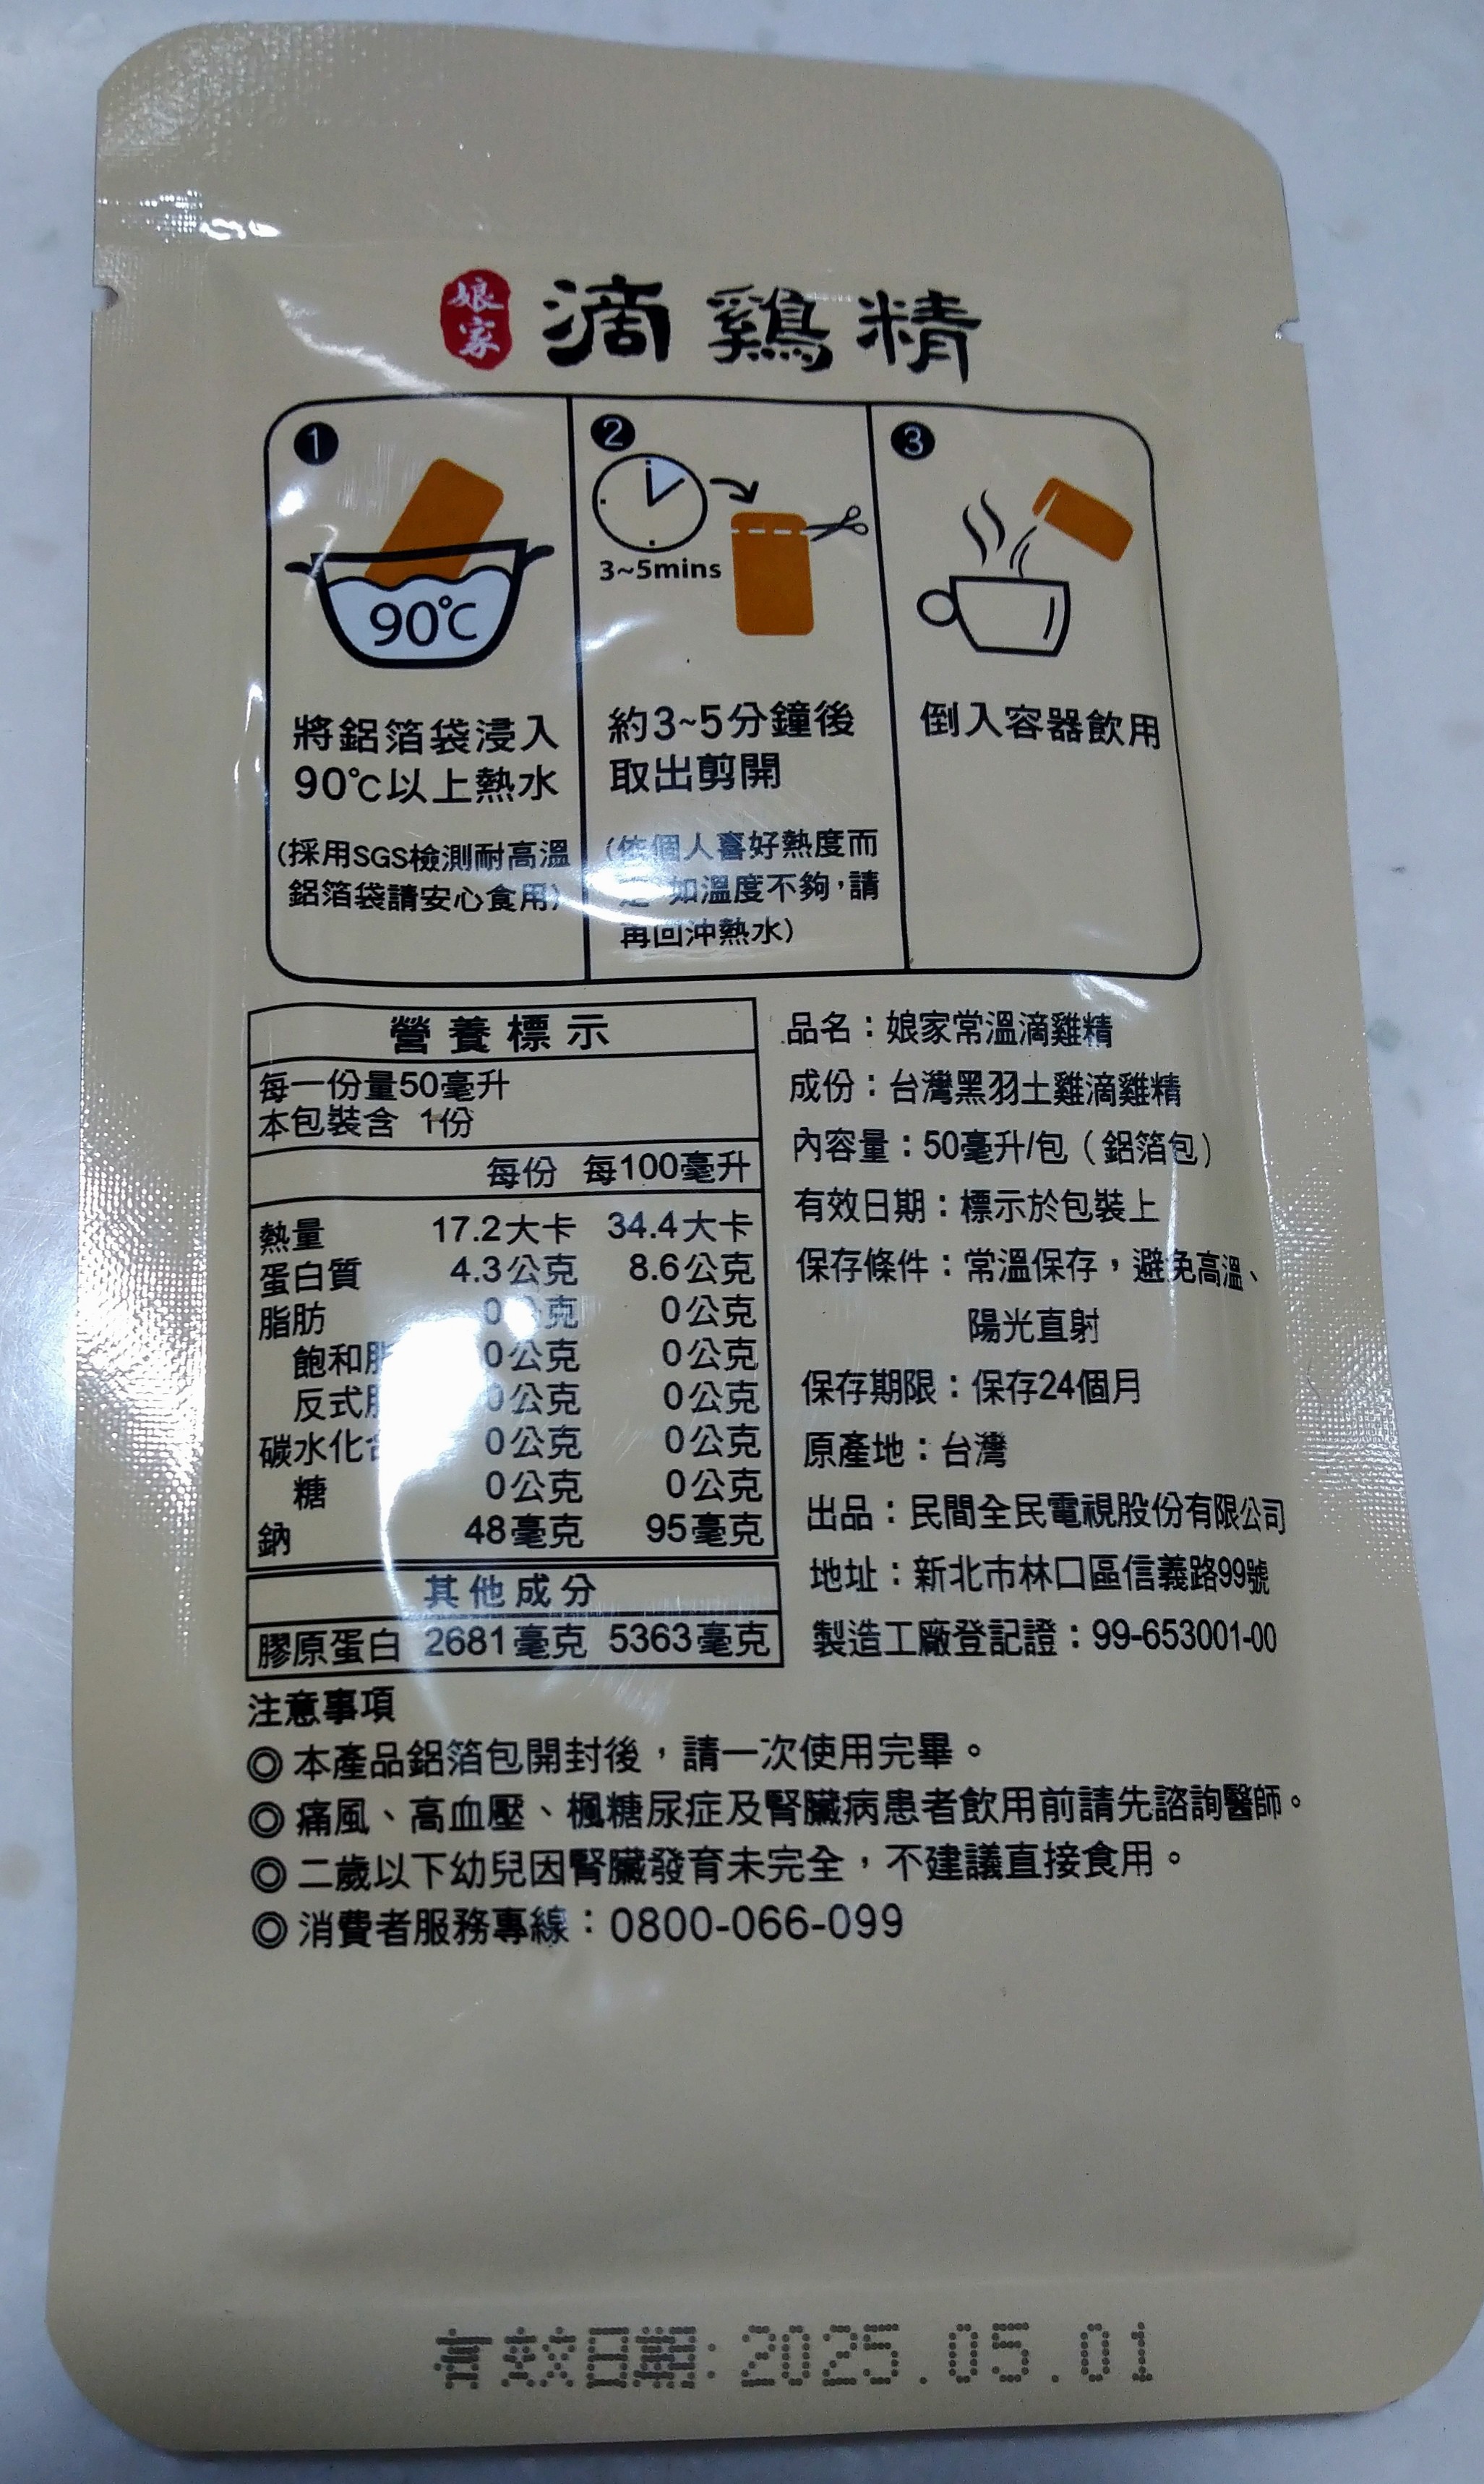 娘家 滴鷄精
1
90℃
將鋁箔袋浸入
90℃以上熱水
(採用SGS檢測耐高溫
鋁箔袋請安心食用)
2
3~5mins
約3~5分鐘後
取出剪開
(依個人喜好熱度而
如溫度不夠，請
再回沖熱水)
3
倒入容器飲用
營養標示
每一份量50毫升
本包裝含 1份
每份 每100毫升
熱量 17.2大卡 34.4大卡
蛋白質 4.3公克 8.6公克
脂肪 0公克 0公克
飽和 0公克 0公克
反式 0公克 0公克
碳水化 0公克 0公克
糖 0公克 0公克
鈉 48毫克 95毫克
其他成分
膠原蛋白 2681毫克 5363毫克
品名：娘家常溫滴雞精
成份：台灣黑羽土雞滴雞精
內容量：50毫升/包（鋁箔包）
有效日期：標示於包裝上
保存條件：常溫保存，避免高溫、
陽光直射
保存期限：保存24個月
原產地：台灣
出品：民間全民電視股份有限公司
地址：新北市林口區信義路99號
製造工廠登記證：99-653001-00
注意事項
◎本產品鋁箔包開封後，請一次使用完畢。
◎痛風、高血壓、楓糖尿症及腎臟病患者飲用前請先諮詢醫師。
◎二歲以下幼兒因腎臟發育未完全，不建議直接食用。
◎消費者服務專線：0800-066-099
有效日期:2025.05.01